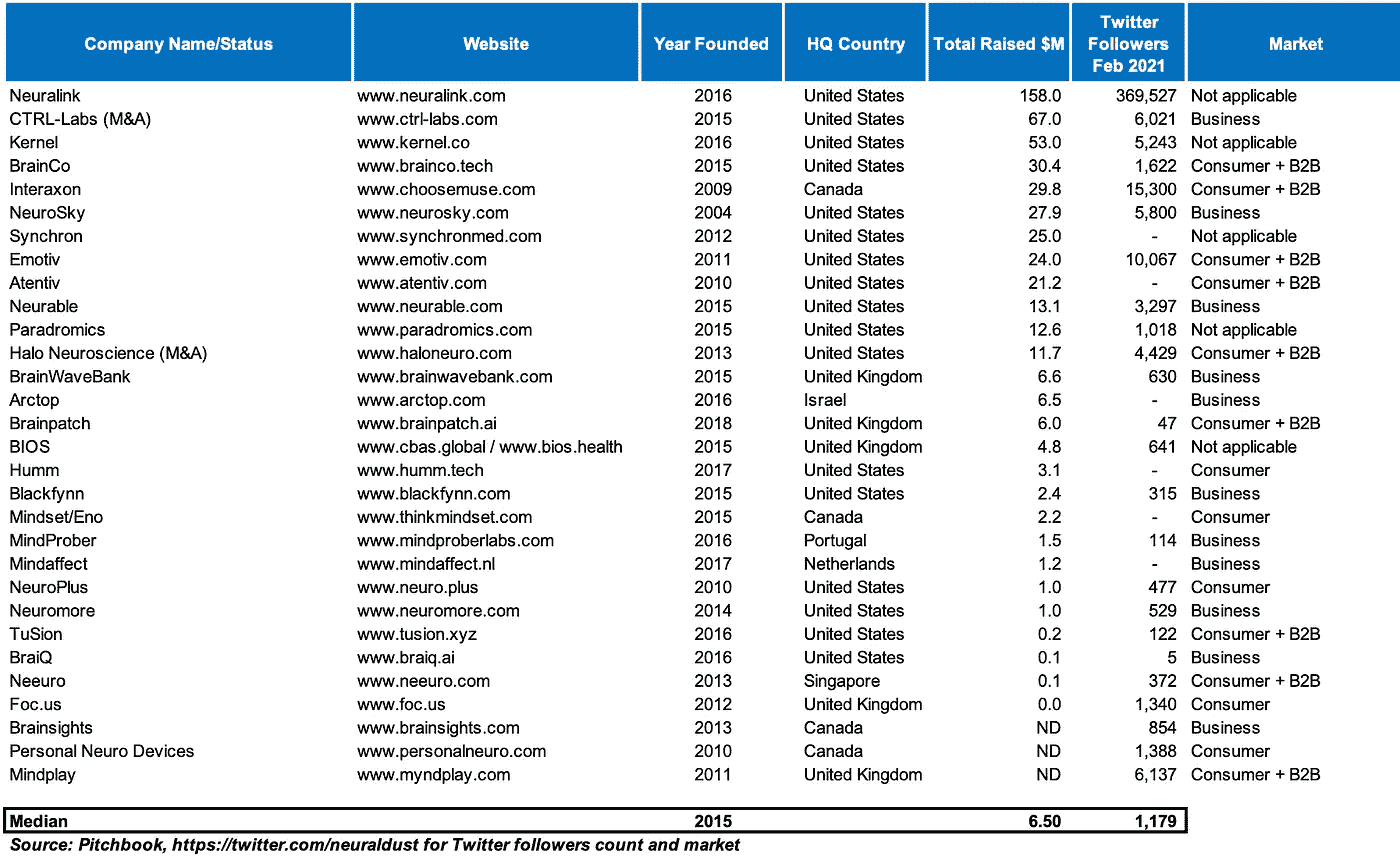 Company Name/Status Website Year Founded HQ Country Total Raised $M Twitter Followers Feb 2021 Market
Neuralink www.neuralink.com 2016 United States 158.0 369,527 Not applicable
CTRL-Labs (M&A) www.ctrl-labs.com 2015 United States 67.0 6,021 Business
Kernel www.kernel.co 2016 United States 53.0 5,243 Not applicable
BrainCo www.brainco.tech 2015 United States 30.4 1,622 Consumer + B2B
Interaxon www.choosemuse.com 2009 Canada 29.8 15,300 Consumer + B2B
NeuroSky www.neurosky.com 2004 United States 27.9 5,800 Business
Synchron www.synchronmed.com 2012 United States 25.0 - Not applicable
Emotiv www.emotiv.com 2011 United States 24.0 10,067 Consumer + B2B
Atentiv www.atentiv.com 2010 United States 21.2 - Consumer + B2B
Neurable www.neurable.com 2015 United States 13.1 3,297 Business
Paradromics www.paradromics.com 2015 United States 12.6 1,018 Not applicable
Halo Neuroscience (M&A) www.haloneuro.com 2013 United States 11.7 4,429 Consumer + B2B
BrainWaveBank www.brainwavebank.com 2015 United Kingdom 6.6 630 Business
Arctop www.arctop.com 2016 Israel 6.5 - Business
Brainpatch www.brainpatch.ai 2018 United Kingdom 6.0 47 Consumer + B2B
BIOS www.cbas.global / www.bios.health 2015 United Kingdom 4.8 641 Not applicable
Humm www.humm.tech 2017 United States 3.1 - Consumer
Blackfynn www.blackfynn.com 2015 United States 2.4 315 Business
Mindset/Eno www.thinkmindset.com 2015 Canada 2.2 - Consumer
MindProber www.mindproberlabs.com 2016 Portugal 1.5 114 Business
Mindaffect www.mindaffect.nl 2017 Netherlands 1.2 - Business
NeuroPlus www.neuro.plus 2010 United States 1.0 477 Consumer
Neuromore www.neuromore.com 2014 United States 1.0 529 Business
TuSion www.tusion.xyz 2016 United States 0.2 122 Consumer + B2B
BraiQ www.braiq.ai 2016 United States 0.1 5 Business
Neeuro www.neeuro.com 2013 Singapore 0.1 372 Consumer + B2B
Foc.us www.foc.us 2012 United Kingdom 0.0 1,340 Consumer
Brainsights www.brainsights.com 2013 Canada ND 854 Business
Personal Neuro Devices www.personalneuro.com 2010 Canada ND 1,388 Consumer
Mindplay www.myndplay.com 2011 United Kingdom ND 6,137 Consumer + B2B
Median 2015 6.50 1,179
Source: Pitchbook, https://twitter.com/neuraldust for Twitter followers count and market